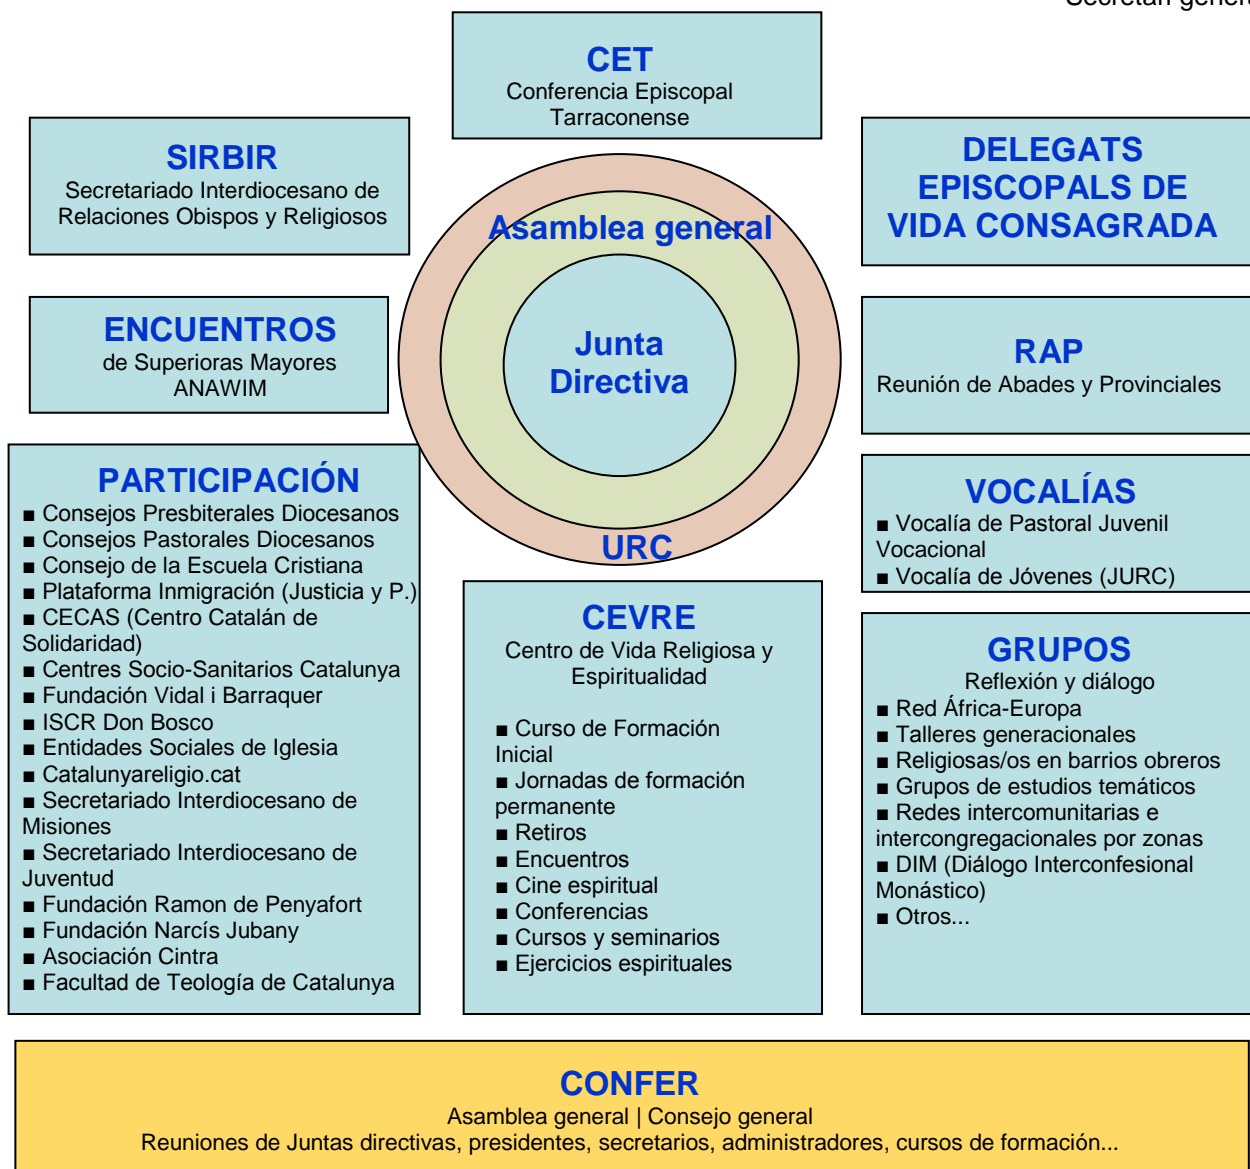 CET
Conferencia Episcopal
Tarraconense
SIRBIR
Secretariado Interdiocesano de
Relaciones Obispos y Religiosos
DELEGATS
EPISCOPALS DE
VIDA CONSAGRADA
Asamblea general
Junta
Directiva
URC
ENCUENTROS
de Superioras Mayores
ANAWIM
RAP
Reunión de Abades y Provinciales
PARTICIPACIÓN
■ Consejos Presbiterales Diocesanos
■ Consejos Pastorales Diocesanos
■ Consejo de la Escuela Cristiana
■ Plataforma Inmigración (Justicia y P.)
■ CECAS (Centro Catalán de
Solidaridad)
■ Centres Socio-Sanitarios Catalunya
■ Fundación Vidal i Barraquer
■ ISCR Don Bosco
■ Entidades Sociales de Iglesia
■ Catalunyareligio.cat
■ Secretariado Interdiocesano de
Misiones
■ Secretariado Interdiocesano de
Juventud
■ Fundación Ramon de Penyafort
■ Fundación Narcís Jubany
■ Asociación Cintra
■ Facultad de Teología de Catalunya
CEVRE
Centro de Vida Religiosa y
Espiritualidad
■ Curso de Formación
Inicial
■ Jornadas de formación
permanente
■ Retiros
■ Encuentros
■ Cine espiritual
■ Conferencias
■ Cursos y seminarios
■ Ejercicios espirituales
VOCALÍAS
■ Vocalía de Pastoral Juvenil
Vocacional
■ Vocalía de Jóvenes (JURC)
GRUPOS
Reflexión y diálogo
■ Red África-Europa
■ Talleres generacionales
■ Religiosas/os en barrios obreros
■ Grupos de estudios temáticos
■ Redes intercomunitarias e
intercongregacionales por zonas
■ DIM (Diálogo Interconfesional
Monástico)
■ Otros...
CONFER
Asamblea general | Consejo general
Reuniones de Juntas directivas, presidentes, secretarios, administradores, cursos de formación...